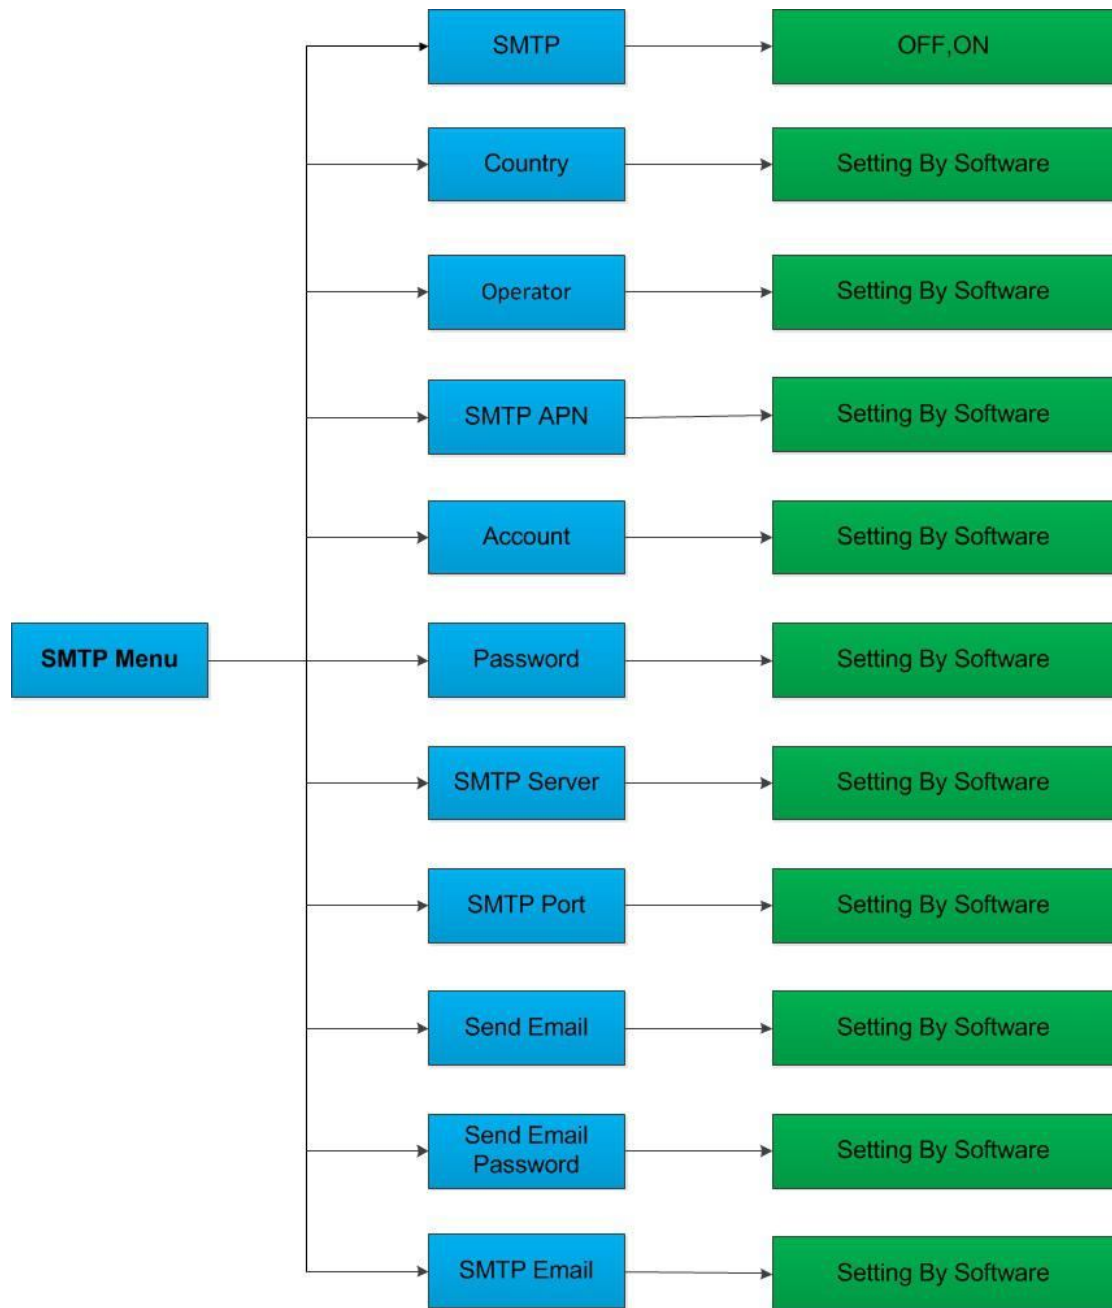 SMTP
OFF,ON
Country
Setting By Software
Operator
Setting By Software
SMTP APN
Setting By Software
Account
Setting By Software
SMTP Menu
Password
Setting By Software
SMTP Server
Setting By Software
SMTP Port
Setting By Software
Send Email
Setting By Software
Send Email
Password
Setting By Software
SMTP Email
Setting By Software